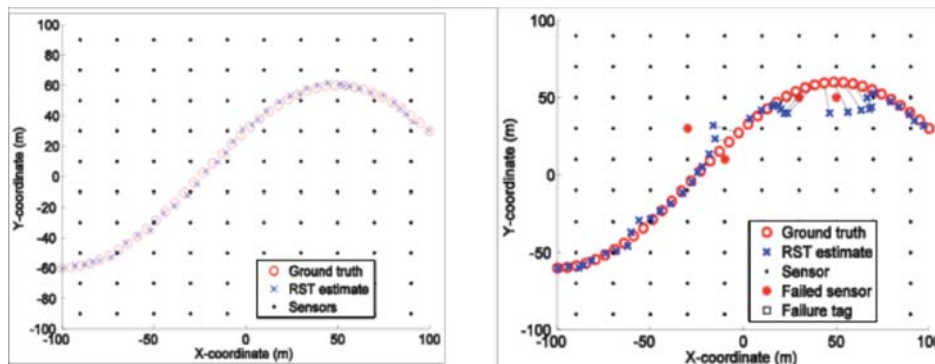 100
80
60
40
20
0
-20
-40
-60
-80
-100
Y-coordinate (m)
-100
-50
0
50
100
X-coordinate (m)
Ground truth
RST estimate
Sensors
100
50
0
-50
-100
Y-coordinate (m)
-100
-50
0
50
100
X-coordinate (m)
Ground truth
RST estimate
Sensor
Failed sensor
Failure tag